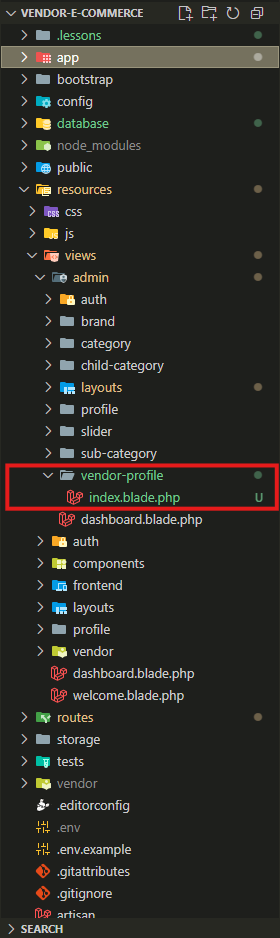 VENDOR-E-COMMERCE
.lessons
app
bootstrap
config
database
node_modules
public
resources
css
js
views
admin
auth
brand
category
child-category
layouts
profile
slider
sub-category
vendor-profile
index.blade.php U
dashboard.blade.php
auth
components
frontend
layouts
profile
vendor
dashboard.blade.php
welcome.blade.php
routes
storage
tests
vendor
.editorconfig
.env
.env.example
.gitattributes
.gitignore
artisan
SEARCH